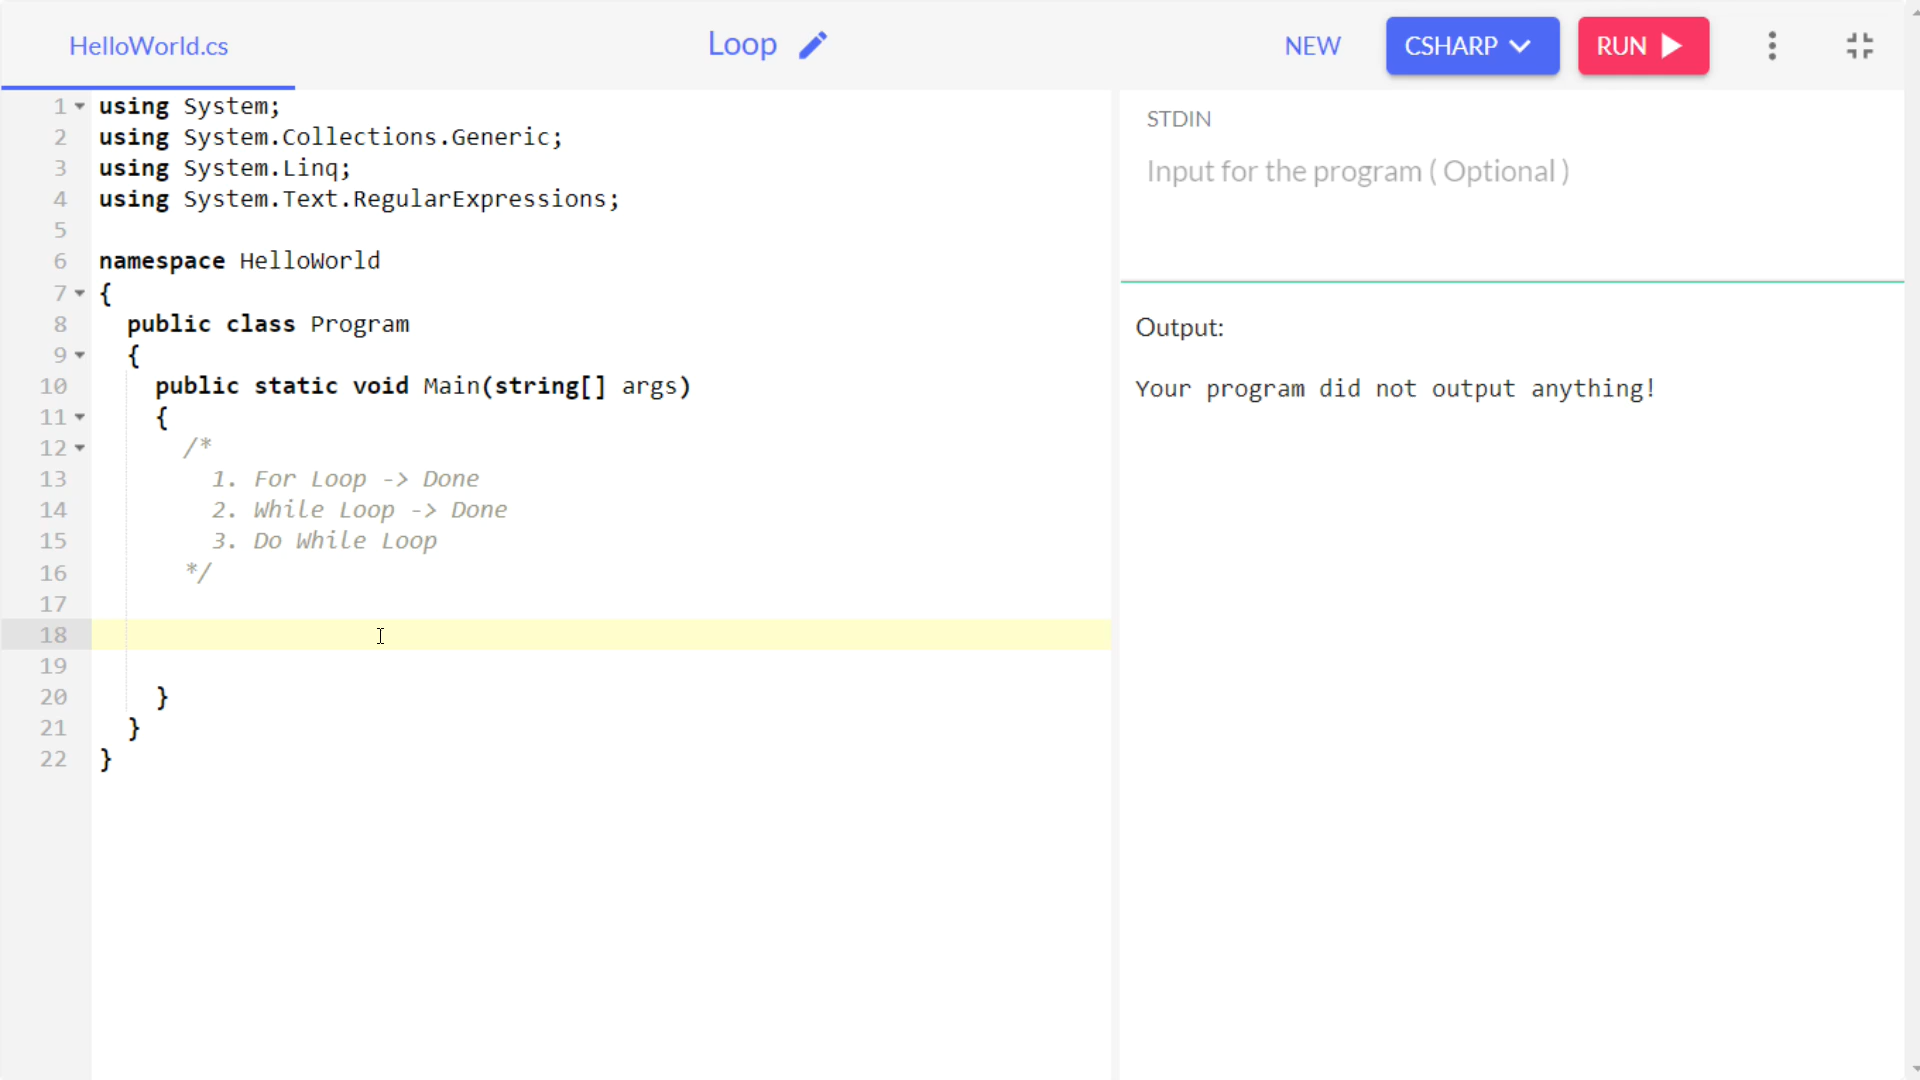 HelloWorld.cs
Loop
NEW
CSHARP
RUN
1 using System;
2 using System.Collections.Generic;
3 using System.Linq;
4 using System.Text.RegularExpressions;
5
6 namespace HelloWorld
7 {
8 public class Program
9 {
10 public static void Main(string[] args)
11 {
12 /*
13 1. For Loop -> Done
14 2. While Loop -> Done
15 3. Do While Loop
16 */
17
18
19
20 }
21 }
22 }
STDIN
Input for the program ( Optional )
Output:
Your program did not output anything!